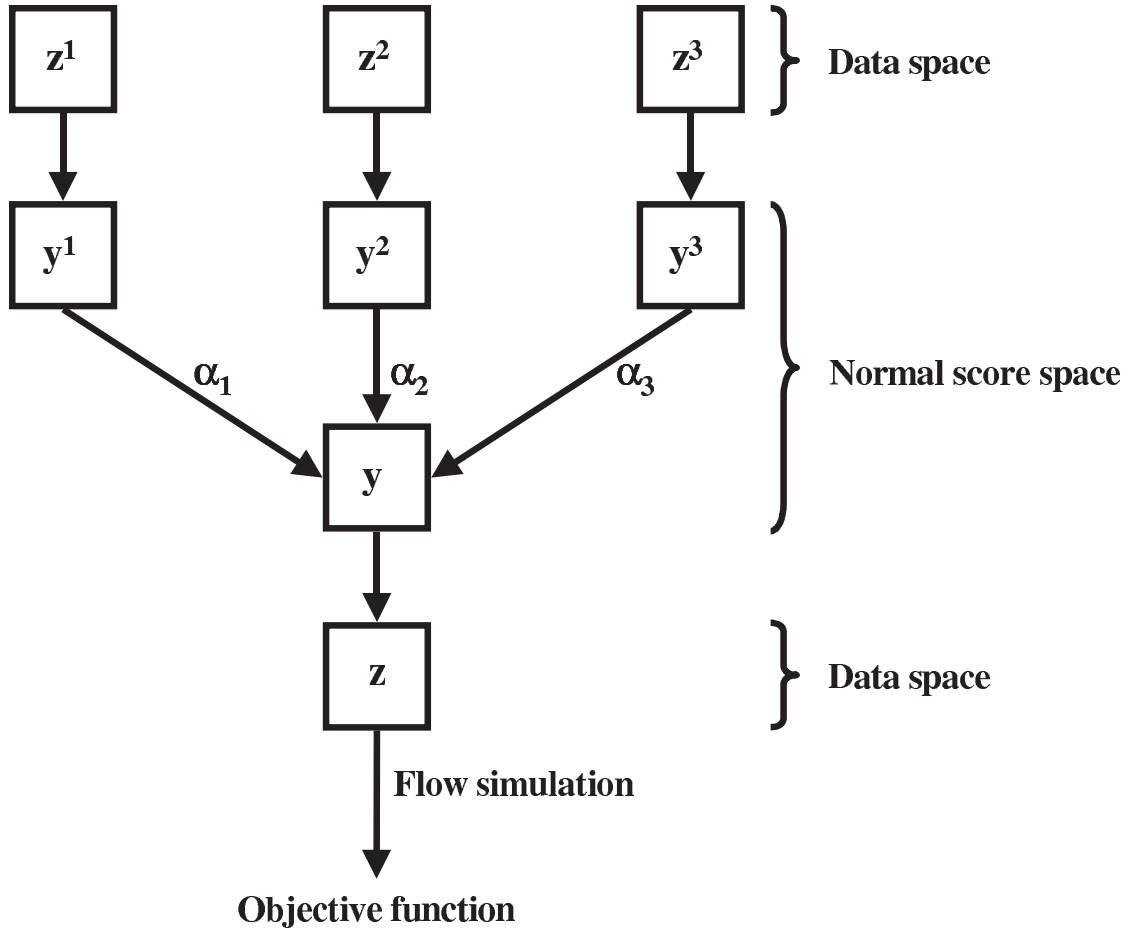 z¹ z² z³ Data space
y¹ y² y³
α₁ α₂ α₃ Normal score space
y
z Data space
Flow simulation
Objective function